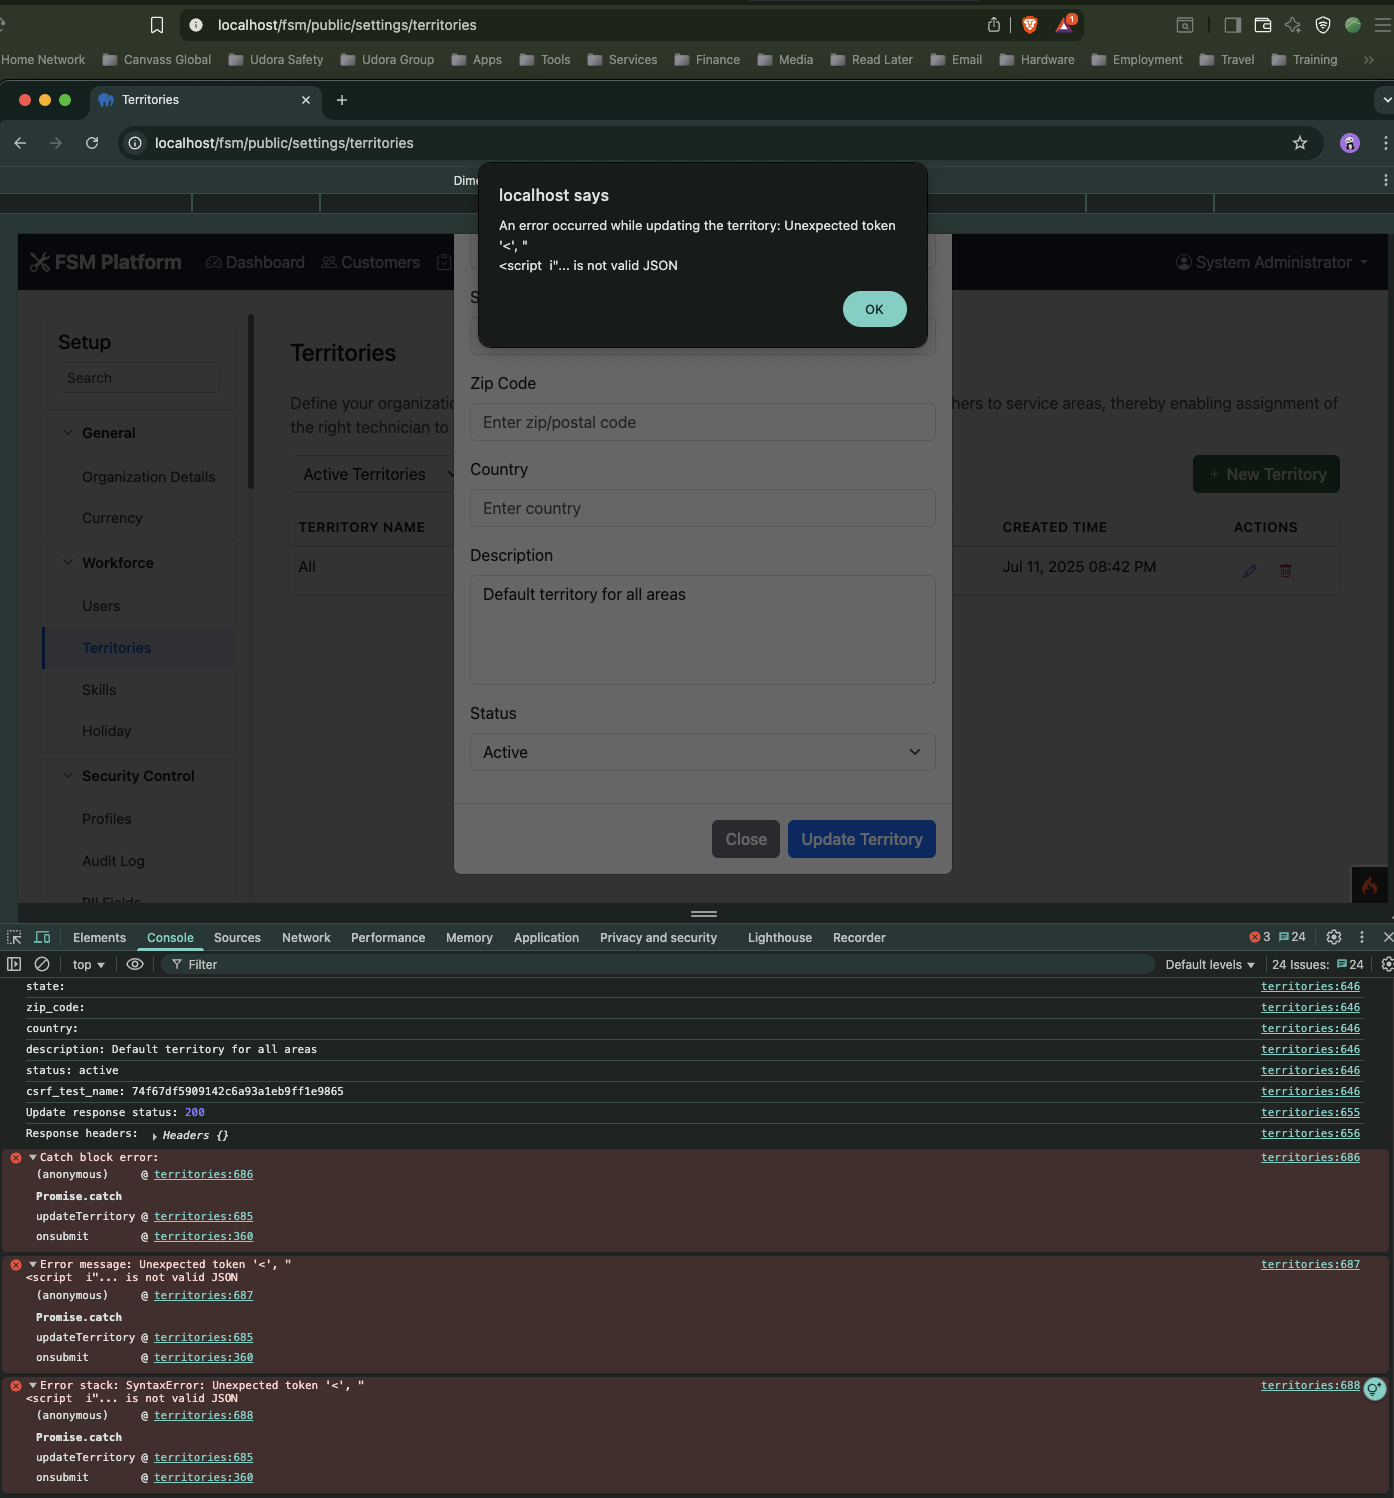 localhost/fsm/public/settings/territories
1
Home Network
Canvass Global
Udora Safety
Udora Group
Apps
Tools
Services
Finance
Media
Read Later
Email
Hardware
Employment
Travel
Training
Territories
localhost/fsm/public/settings/territories
localhost says
An error occurred while updating the territory: Unexpected token
'<', "
<script i"... is not valid JSON
OK
FSM Platform
Dashboard
Customers
System Administrator
Setup
Search
General
Organization Details
Currency
Workforce
Users
Territories
Skills
Holiday
Security Control
Profiles
Audit Log
PII Fields
Territories
the right technician to
hers to service areas, thereby enabling assignment of
Active Territories
+ New Territory
TERRITORY NAME
CREATED TIME
ACTIONS
All
Jul 11, 2025 08:42 PM
Zip Code
Enter zip/postal code
Country
Enter country
Description
Default territory for all areas
Status
Active
Close
Update Territory
Elements
Console
Sources
Network
Performance
Memory
Application
Privacy and security
Lighthouse
Recorder
3
24
top
Filter
Default levels
24 Issues:
24
state: territories:646
zip_code: territories:646
country: territories:646
description: Default territory for all areas territories:646
status: active territories:646
csrf_test_name: 74f67df5909142c6a93a1eb9ff1e9865 territories:646
Update response status: 200 territories:655
Response headers: Headers {} territories:656
Catch block error: territories:686
(anonymous) @ territories:686
Promise.catch
updateTerritory @ territories:685
onsubmit @ territories:360
Error message: Unexpected token '<', " territories:687
<script i"... is not valid JSON
(anonymous) @ territories:687
Promise.catch
updateTerritory @ territories:685
onsubmit @ territories:360
Error stack: SyntaxError: Unexpected token '<', " territories:688
<script i"... is not valid JSON
(anonymous) @ territories:688
Promise.catch
updateTerritory @ territories:685
onsubmit @ territories:360